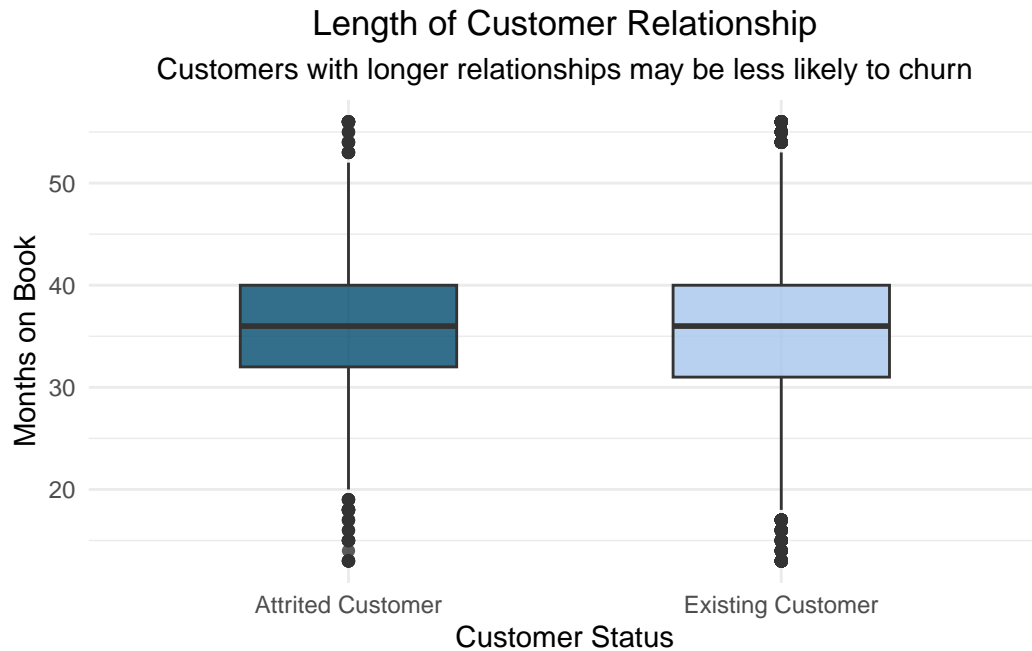 Length of Customer Relationship
Customers with longer relationships may be less likely to churn
Months on Book
50
40
30
20
Attrited Customer
Existing Customer
Customer Status